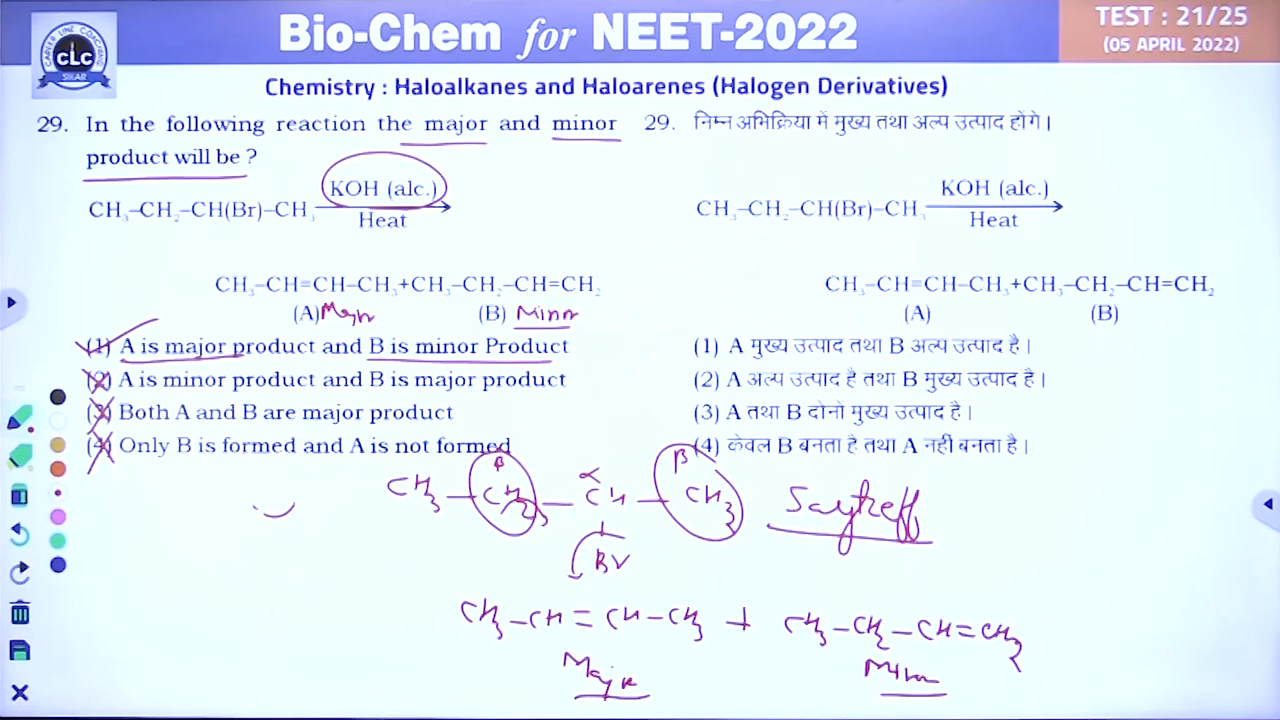 Bio-Chem for NEET-2022
TEST : 21/25
(05 APRIL 2022)
CAREER LINE COACHING
CLC
SIKAR
Chemistry : Haloalkanes and Haloarenes (Halogen Derivatives)
29. In the following reaction the major and minor
product will be ?
KOH (alc.)
CH₃–CH₂–CH(Br)–CH₃
Heat
CH₃–CH=CH–CH₃+CH₃–CH₂–CH=CH₂
(A) Major (B) Minor
(1) A is major product and B is minor Product
(2) A is minor product and B is major product
(3) Both A and B are major product
(4) Only B is formed and A is not formed
29. निम्न अभिक्रिया में मुख्य तथा अल्प उत्पाद होंगे।
KOH (alc.)
CH₃–CH₂–CH(Br)–CH₃
Heat
CH₃–CH=CH–CH₃+CH₃–CH₂–CH=CH₂
(A) (B)
(1) A मुख्य उत्पाद तथा B अल्प उत्पाद है।
(2) A अल्प उत्पाद है तथा B मुख्य उत्पाद है।
(3) A तथा B दोनो मुख्य उत्पाद है।
(4) केवल B बनता है तथा A नहीं बनता है।
β α β
CH₃ – CH₂ – CH – CH₃ Saytzeff
Br
CH₃ – CH = CH – CH₃ + CH₃ – CH₂ – CH = CH₂
Major Minor